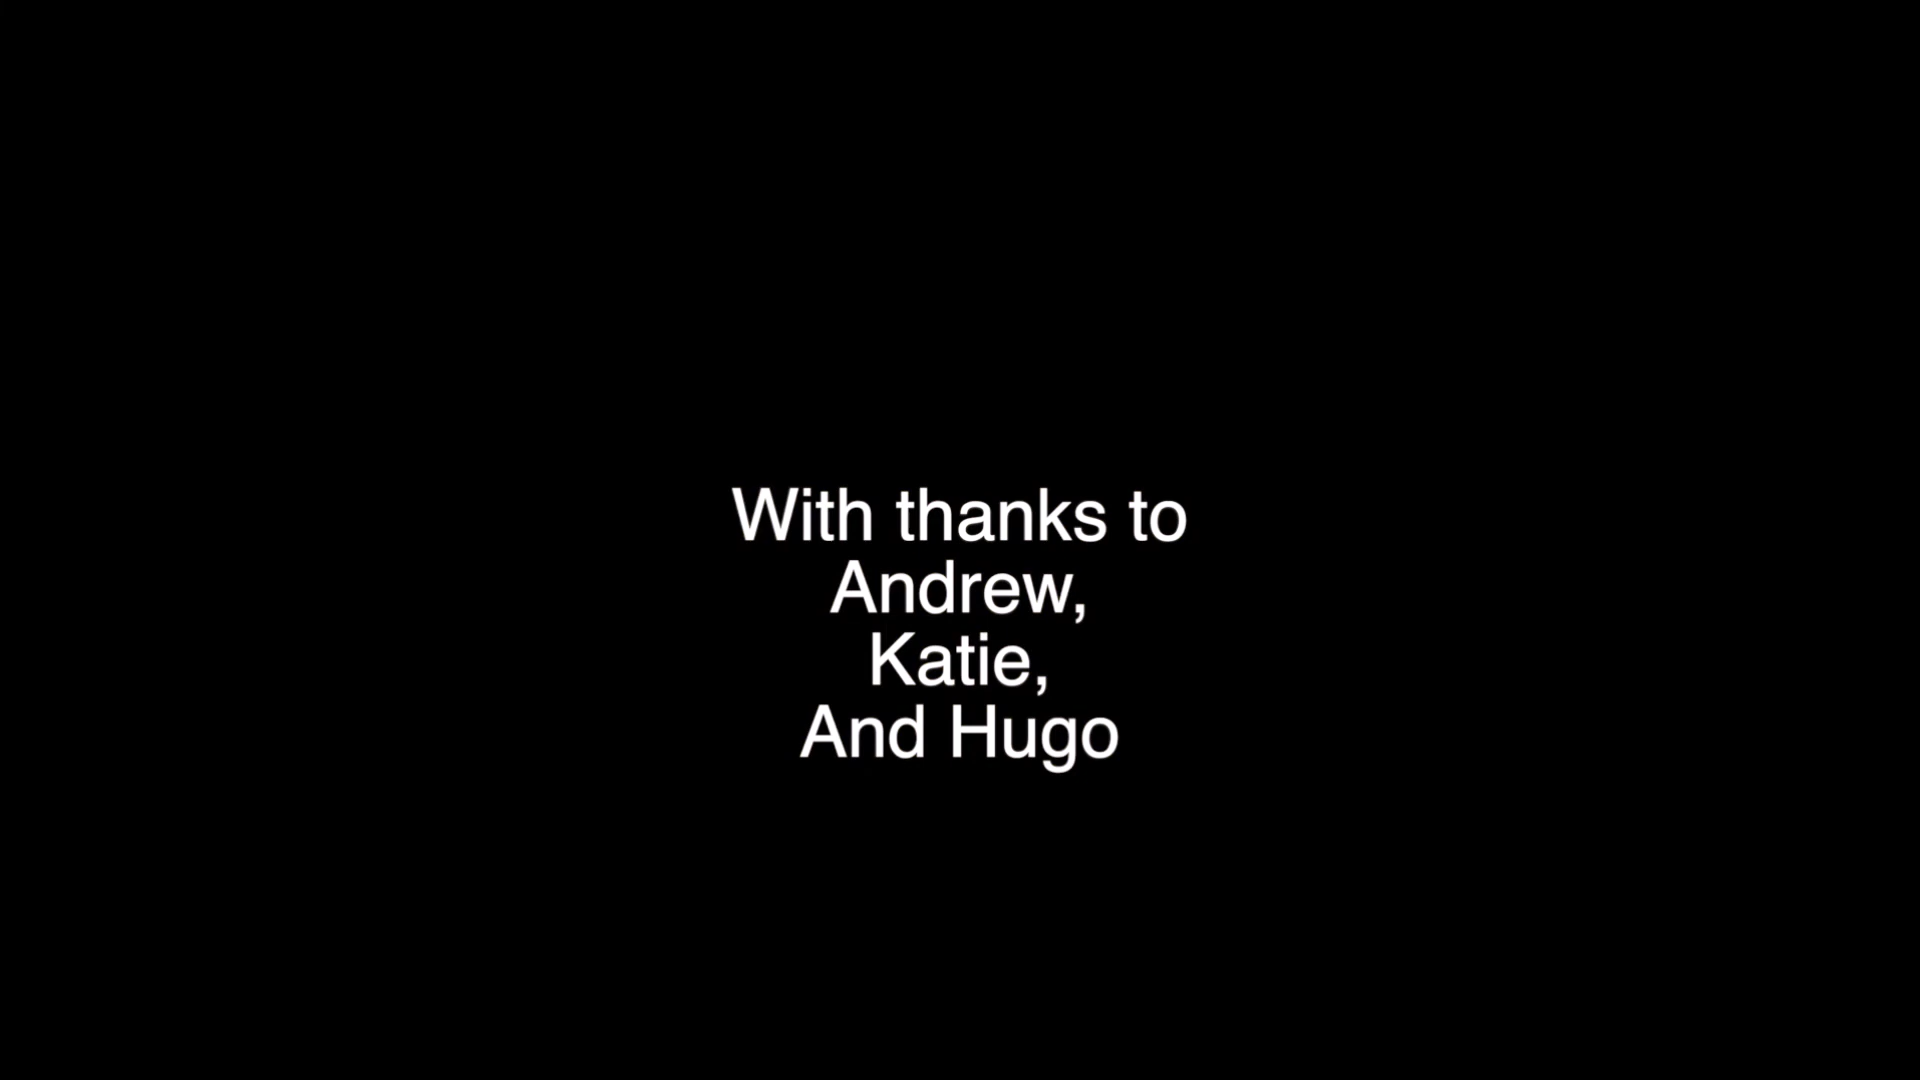 With thanks to
Andrew,
Katie,
And Hugo